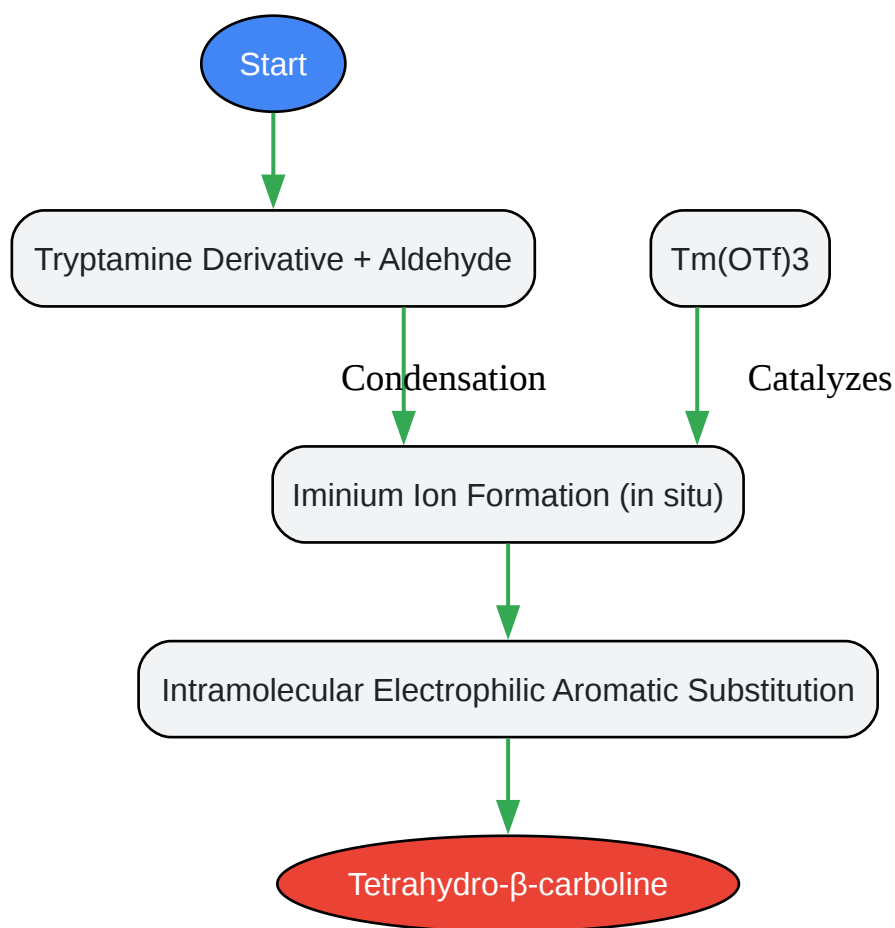 Start
Tryptamine Derivative + Aldehyde
Tm(OTf)3
Condensation
Catalyzes
Iminium Ion Formation (in situ)
Intramolecular Electrophilic Aromatic Substitution
Tetrahydro-β-carboline